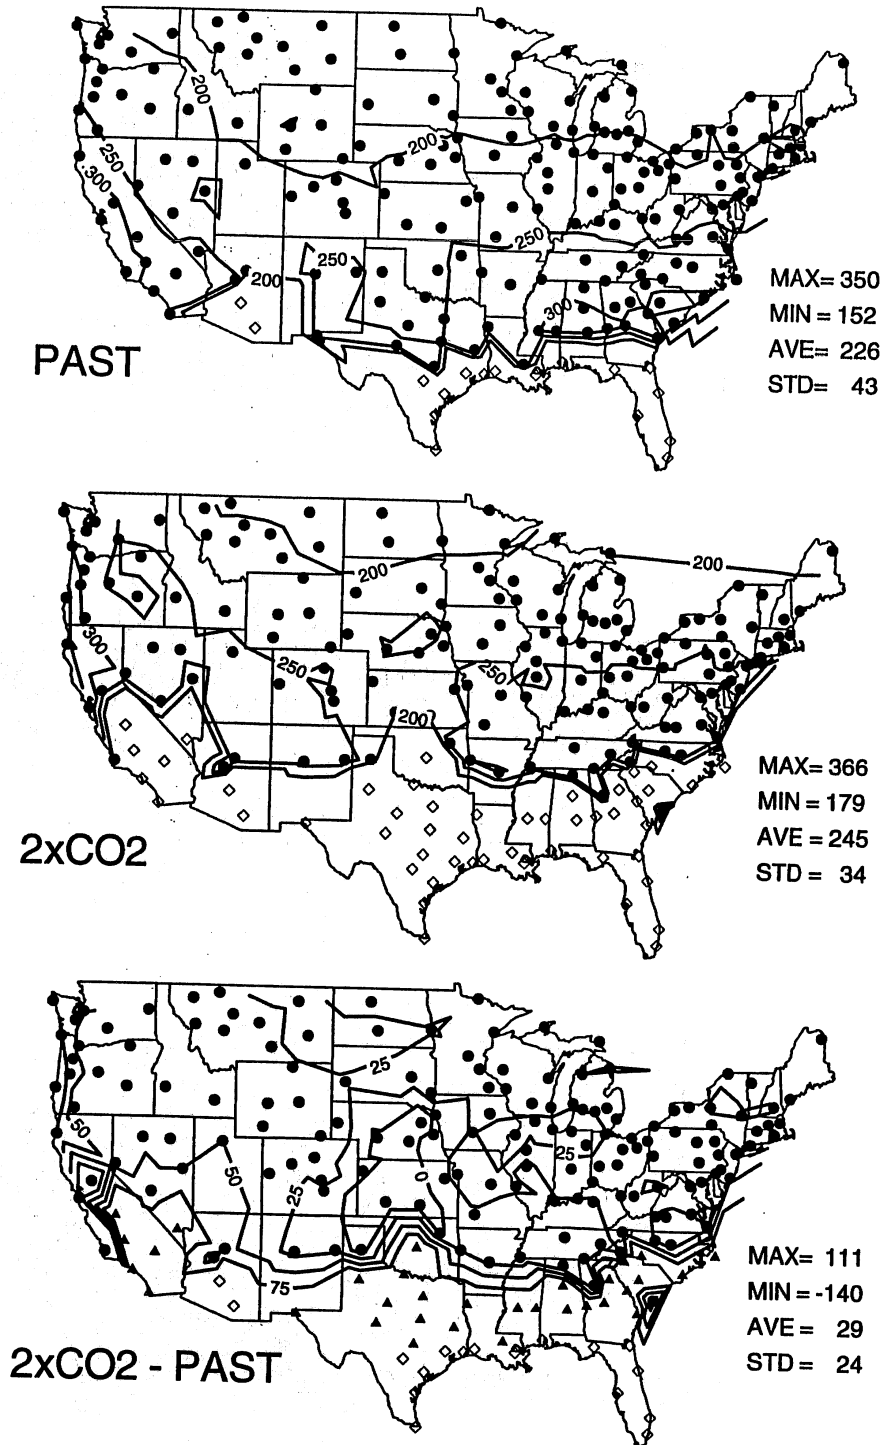 200
250
300
200
250
200
250
300
PAST
MAX= 350
MIN = 152
AVE= 226
STD= 43
200
200
300
250
250
200
2xCO2
MAX= 366
MIN = 179
AVE = 245
STD = 34
25
50
25
50
25
0
75
2xCO2 - PAST
MAX= 111
MIN = -140
AVE = 29
STD = 24